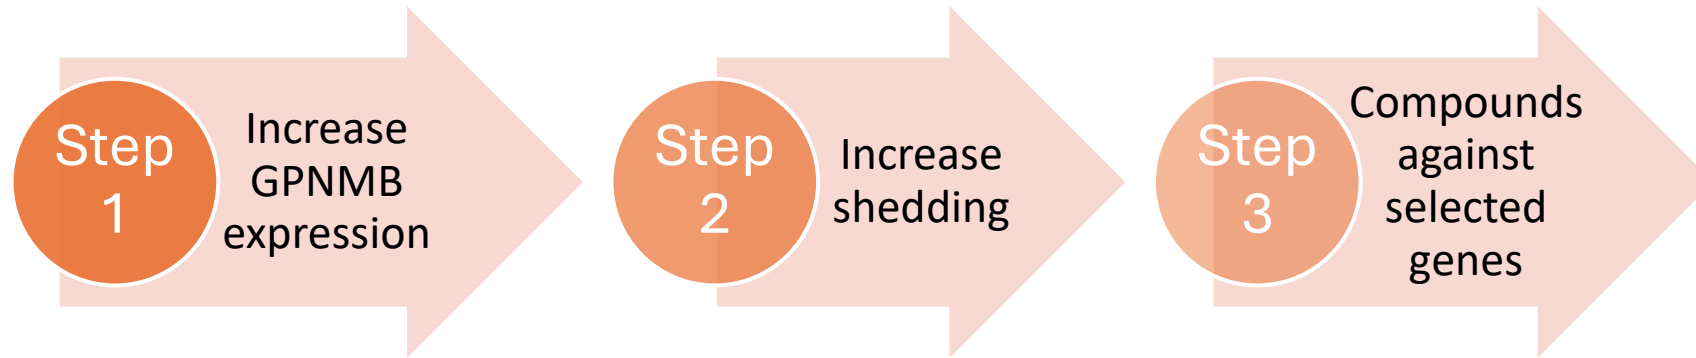 Step
1
Increase
GPNMB
expression
Step
2
Increase
shedding
Step
3
Compounds
against
selected
genes